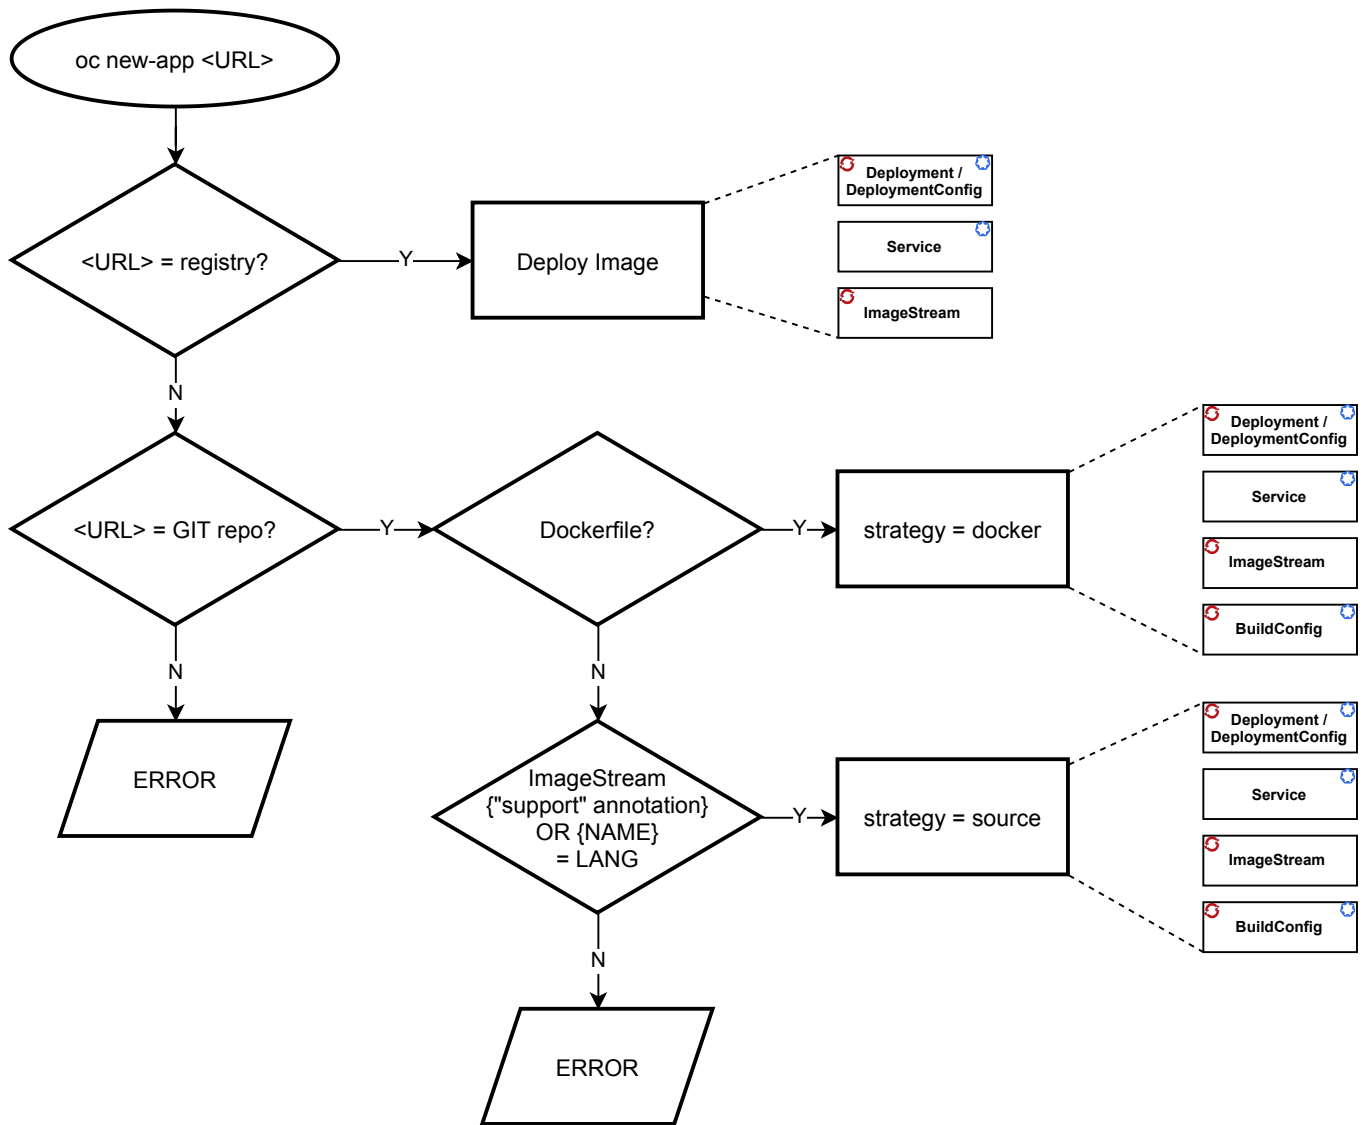 oc new-app <URL>
<URL> = registry?
Y
Deploy Image
Deployment /
DeploymentConfig
Service
ImageStream
N
<URL> = GIT repo?
Y
Dockerfile?
Y
strategy = docker
Deployment /
DeploymentConfig
Service
ImageStream
BuildConfig
N
ERROR
N
ImageStream
{"support" annotation}
OR {NAME}
= LANG
Y
strategy = source
Deployment /
DeploymentConfig
Service
ImageStream
BuildConfig
N
ERROR